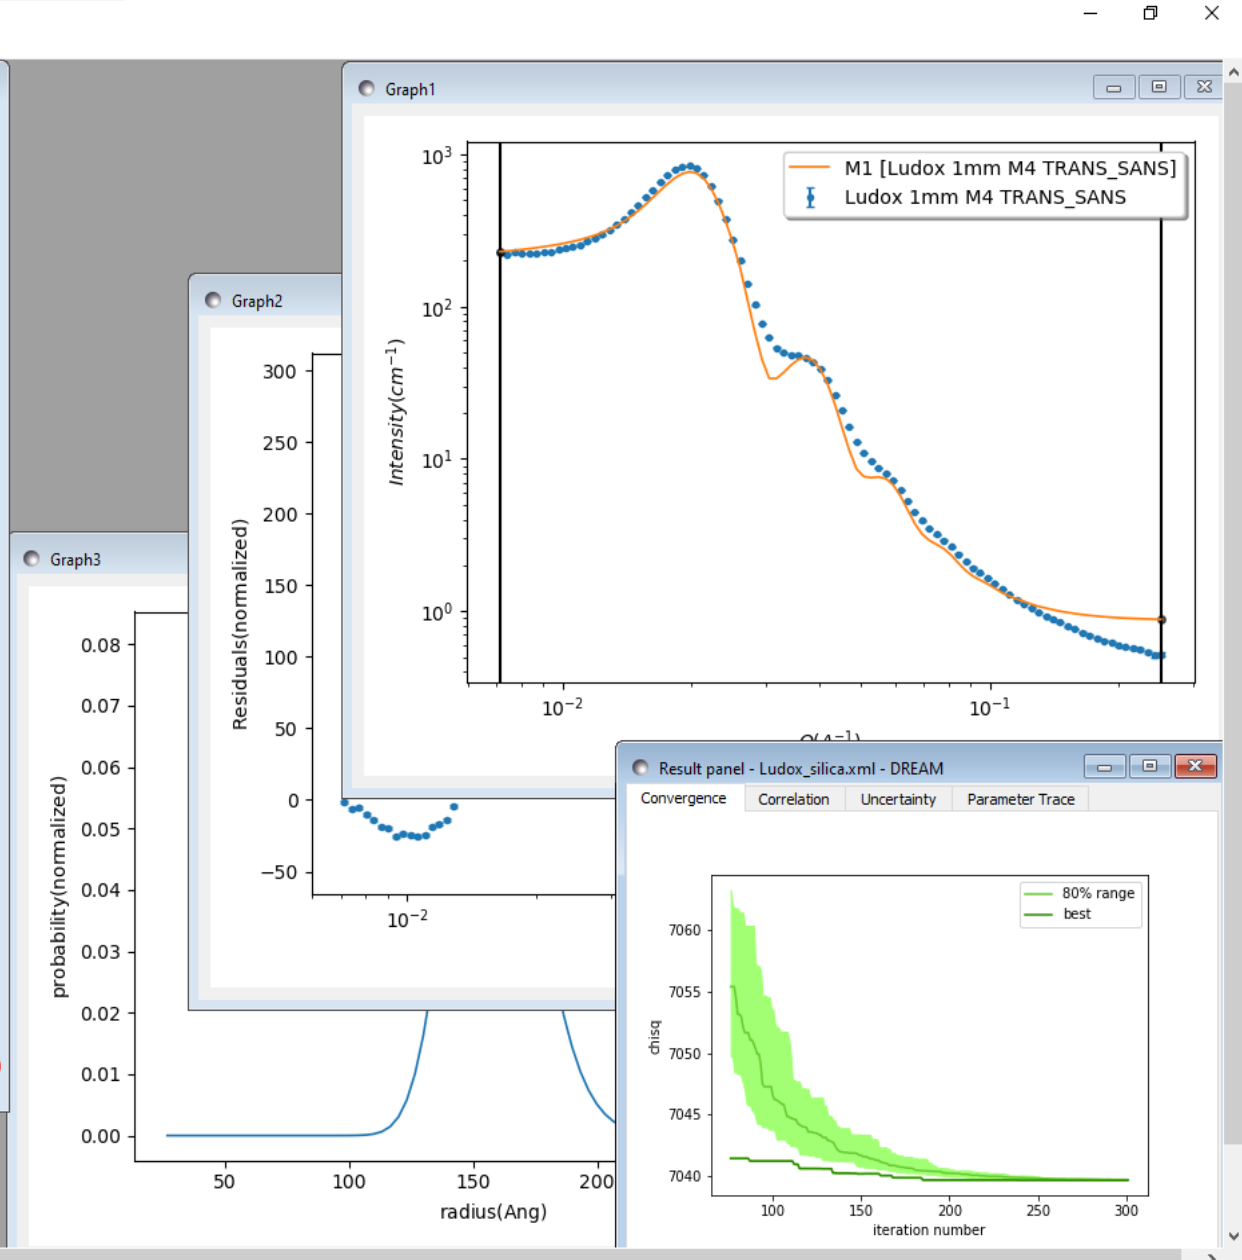 Graph1
10³
10²
10¹
10⁰
Intensity(cm⁻¹)
M1 [Ludox 1mm M4 TRANS_SANS]
Ludox 1mm M4 TRANS_SANS
10⁻²
10⁻¹
Q(A⁻¹)
Graph2
300
250
200
150
100
50
0
−50
Residuals(normalized)
10⁻²
Graph3
0.08
0.07
0.06
0.05
0.04
0.03
0.02
0.01
0.00
probability(normalized)
50
100
150
200
radius(Ang)
Result panel - Ludox_silica.xml - DREAM
Convergence
Correlation
Uncertainty
Parameter Trace
80% range
best
7060
7055
7050
7045
7040
chisq
100
150
200
250
300
iteration number